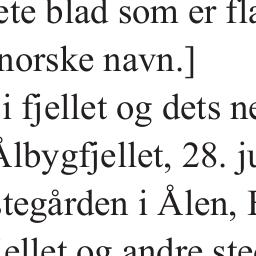 ete blad som er fla
norske navn.]
i fjellet og dets ne
Ålbygfjellet, 28. ju
stegården i Ålen, 
ellet og andre ste